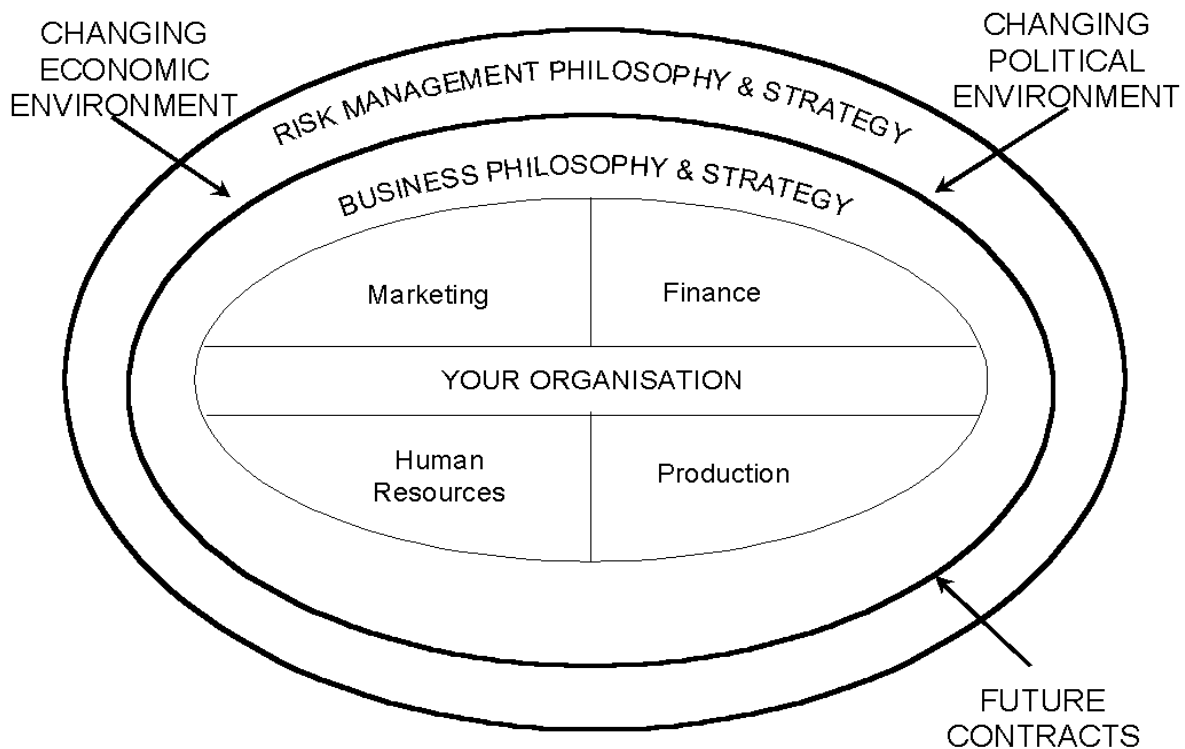 CHANGING
ECONOMIC
ENVIRONMENT
CHANGING
POLITICAL
ENVIRONMENT
RISK MANAGEMENT PHILOSOPHY & STRATEGY
BUSINESS PHILOSOPHY & STRATEGY
Marketing
Finance
YOUR ORGANISATION
Human
Resources
Production
FUTURE
CONTRACTS